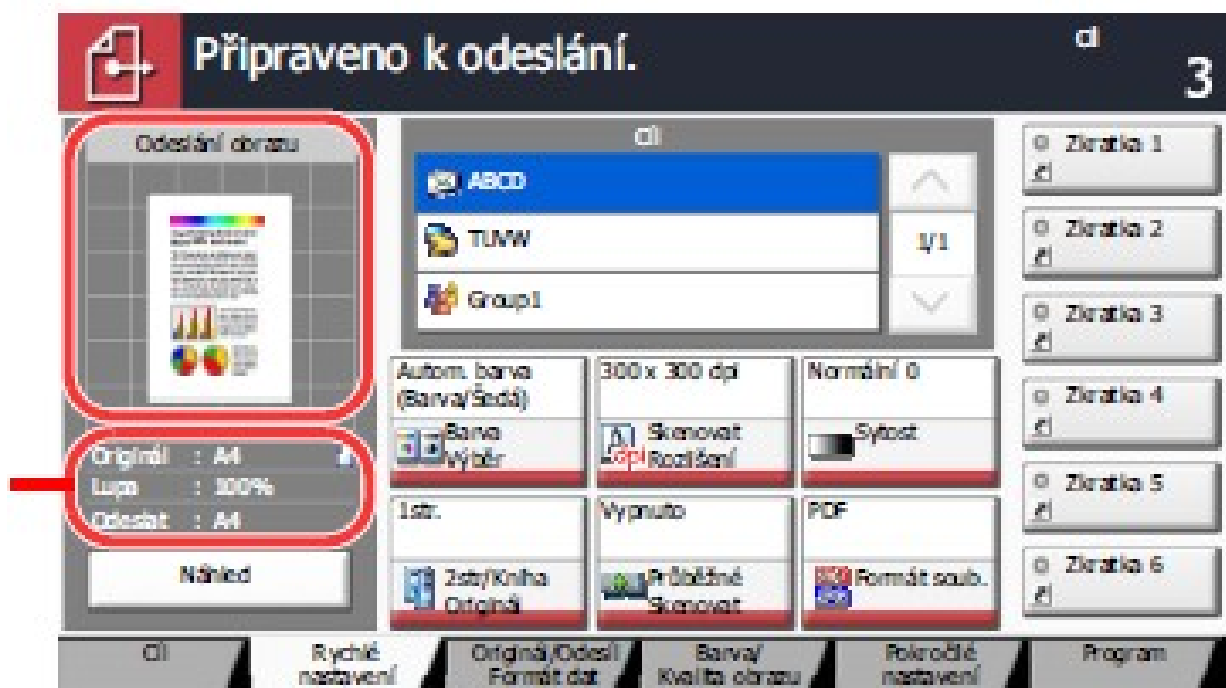 Připraveno k odeslání.
Cíl
3
Odeslání obrazu
Originál : A4
Lupa : 100%
Odeslat : A4
Náhled
Cíl
ABCD
TUVW
Group1
1/1
Autom. barva
(Barva/Šedá)
Barva
Výběr
300 x 300 dpi
Skenovat
Rozlišení
Normální 0
Sytost
1str.
2str/Kniha
Originál
Vypnuto
Průběžné
Skenovat
PDF
Formát soub.
Zkratka 1
Zkratka 2
Zkratka 3
Zkratka 4
Zkratka 5
Zkratka 6
Cíl
Rychlé
nastavení
Originál/Odesíl
Formát dat
Barva/
Kvalita obrazu
Pokročilé
nastavení
Program